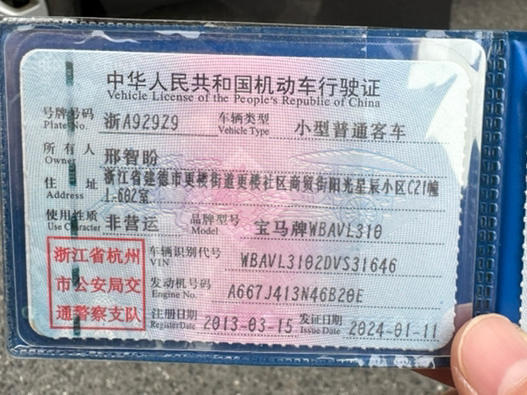 中华人民共和国机动车行驶证
Vehicle License of the People's Republic of China
号牌号码 浙A929Z9 车辆类型 小型普通客车
Plate No. Vehicle Type
所有人 邢智盼
Owner
住址 浙江省建德市更楼街道更楼社区商贸街阳光星辰小区C21幢
Address 1-602室
使用性质 非营运 品牌型号 宝马牌WBAVL310
Use Character Model
浙江省杭州
市公安局交
通警察支队
车辆识别代号 WBAVL3102DVS31646
VIN
发动机号码 A667J413N46B20E
Engine No.
注册日期 2013-03-15 发证日期 2024-01-11
Register Date Issue Date